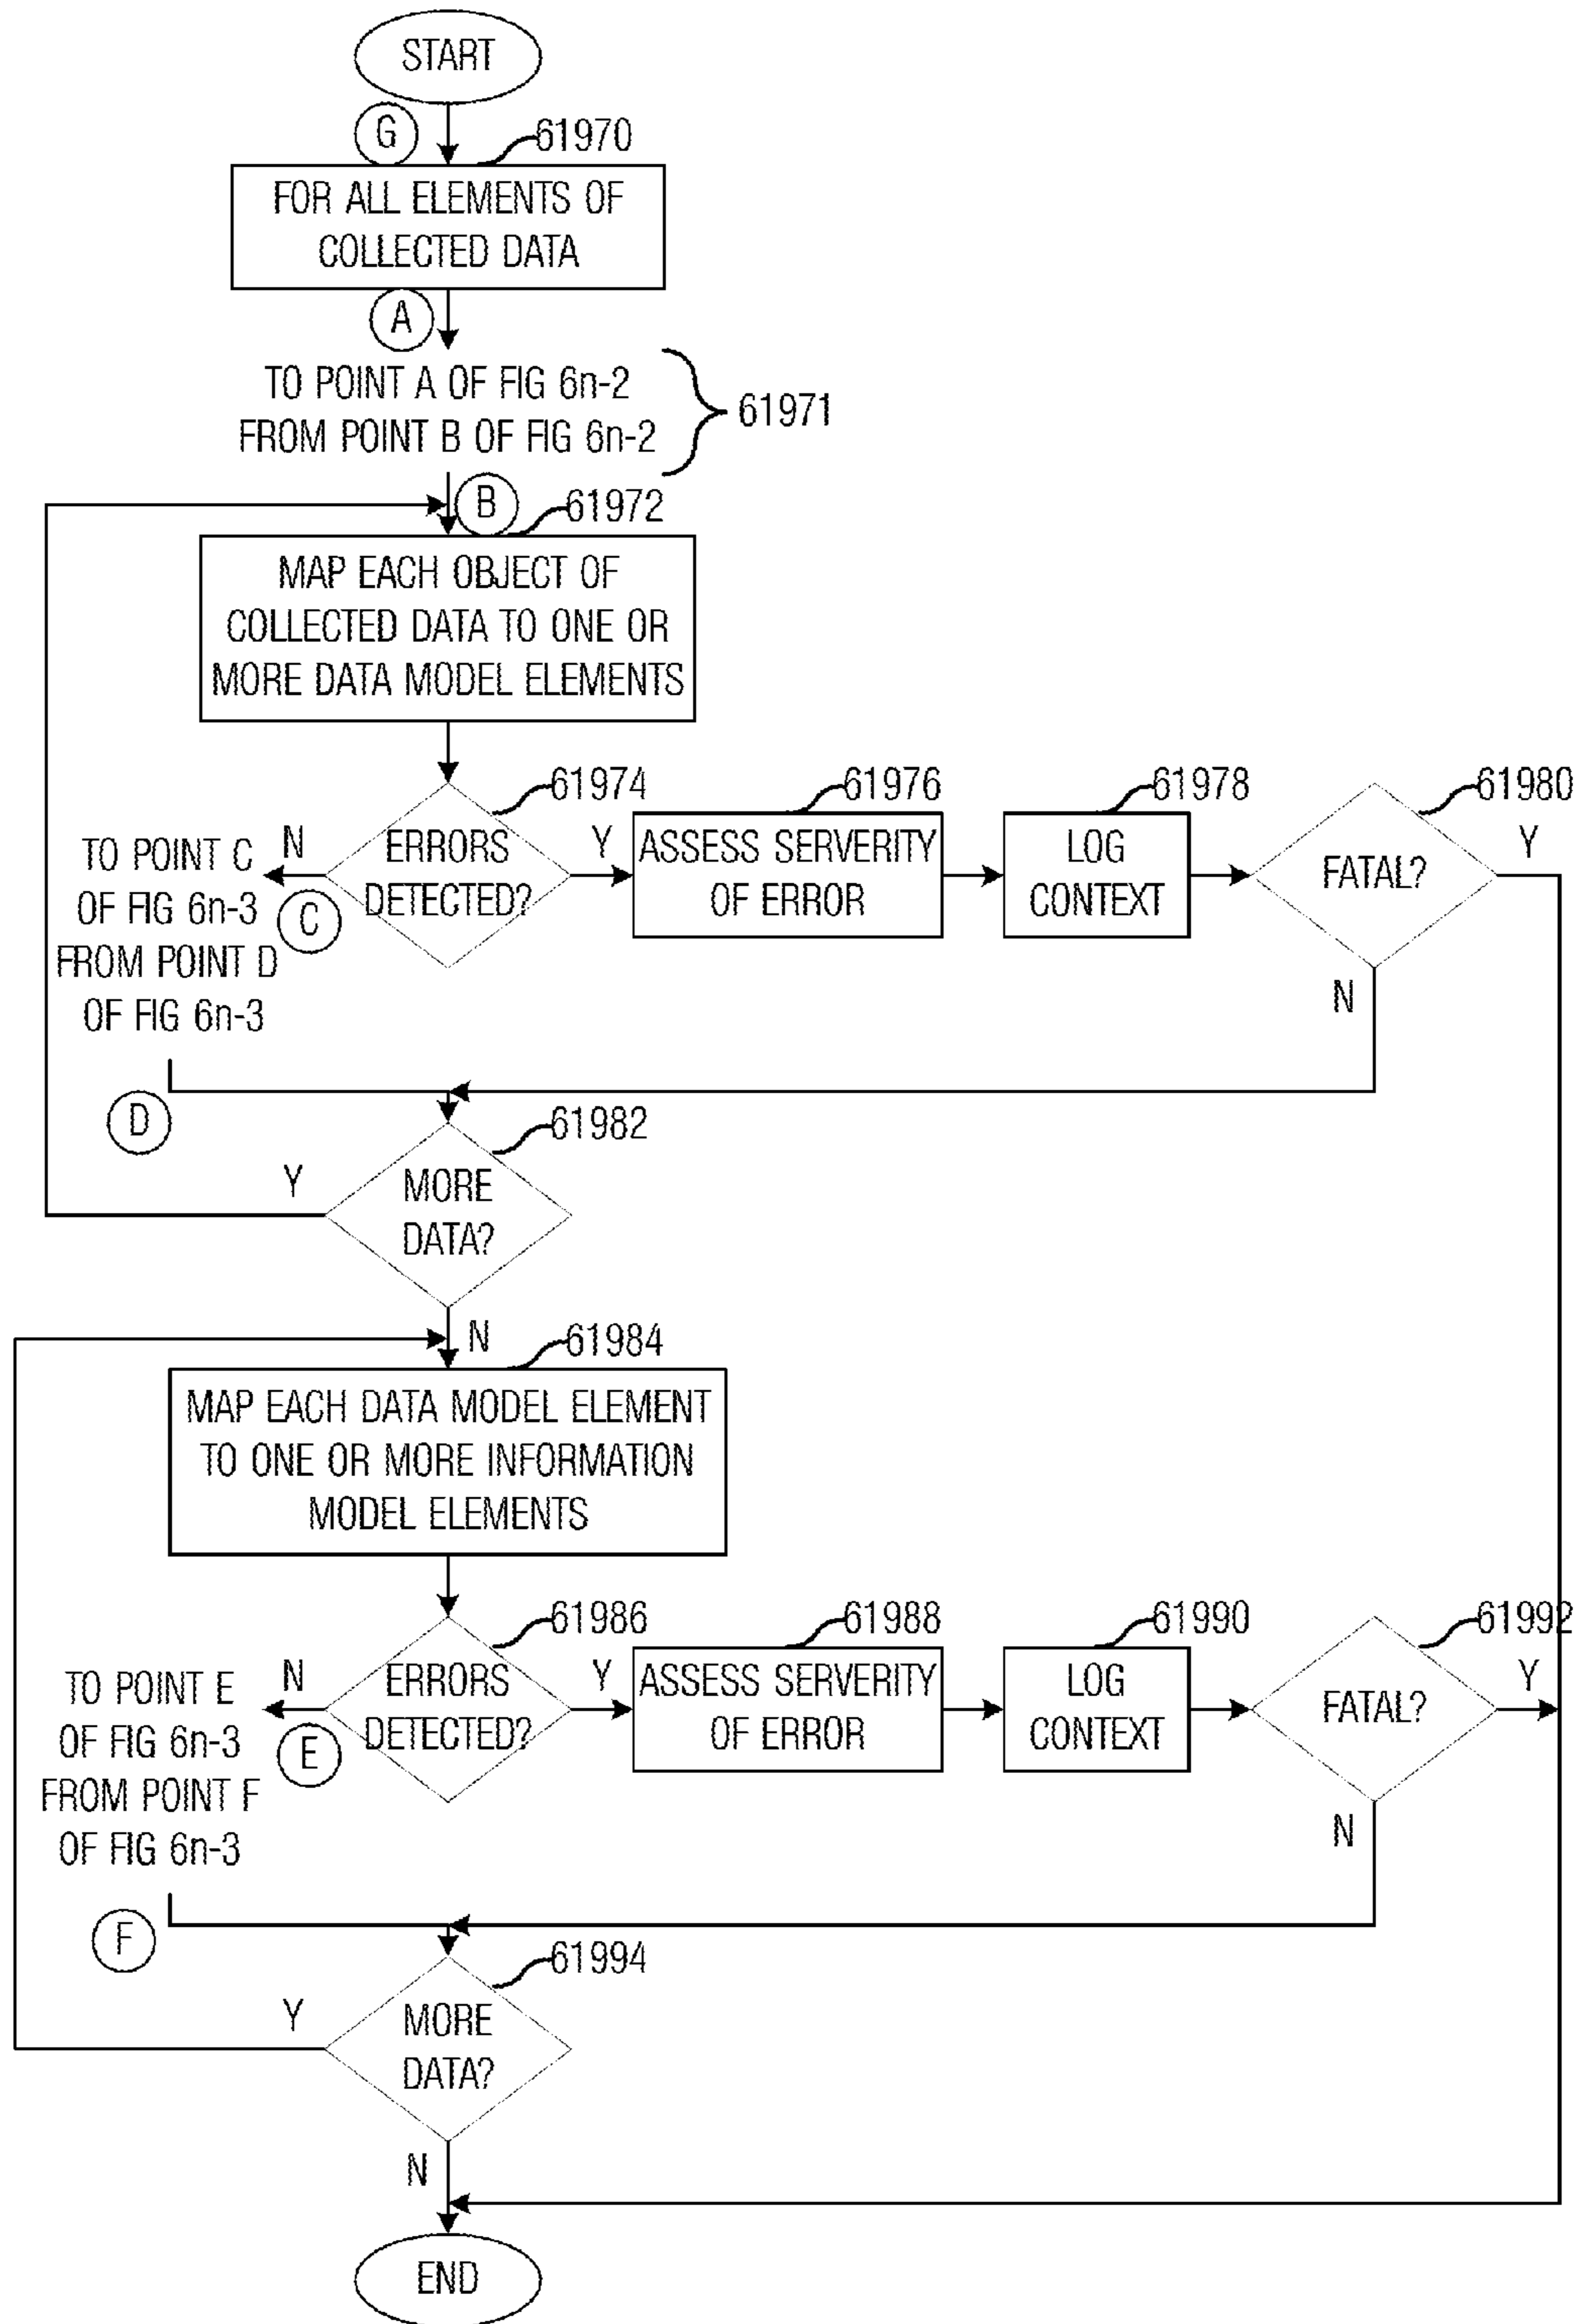 START
G
61970
FOR ALL ELEMENTS OF
COLLECTED DATA
A
TO POINT A OF FIG 6n-2
FROM POINT B OF FIG 6n-2
61971
B
61972
MAP EACH OBJECT OF
COLLECTED DATA TO ONE OR
MORE DATA MODEL ELEMENTS
61974
ERRORS
DETECTED?
N
Y
TO POINT C
OF FIG 6n-3
FROM POINT D
OF FIG 6n-3
C
61976
ASSESS SERVERITY
OF ERROR
61978
LOG
CONTEXT
61980
FATAL?
Y
N
D
61982
MORE
DATA?
Y
N
61984
MAP EACH DATA MODEL ELEMENT
TO ONE OR MORE INFORMATION
MODEL ELEMENTS
61986
ERRORS
DETECTED?
N
Y
TO POINT E
OF FIG 6n-3
FROM POINT F
OF FIG 6n-3
E
61988
ASSESS SERVERITY
OF ERROR
61990
LOG
CONTEXT
61992
FATAL?
Y
N
F
61994
MORE
DATA?
Y
N
END